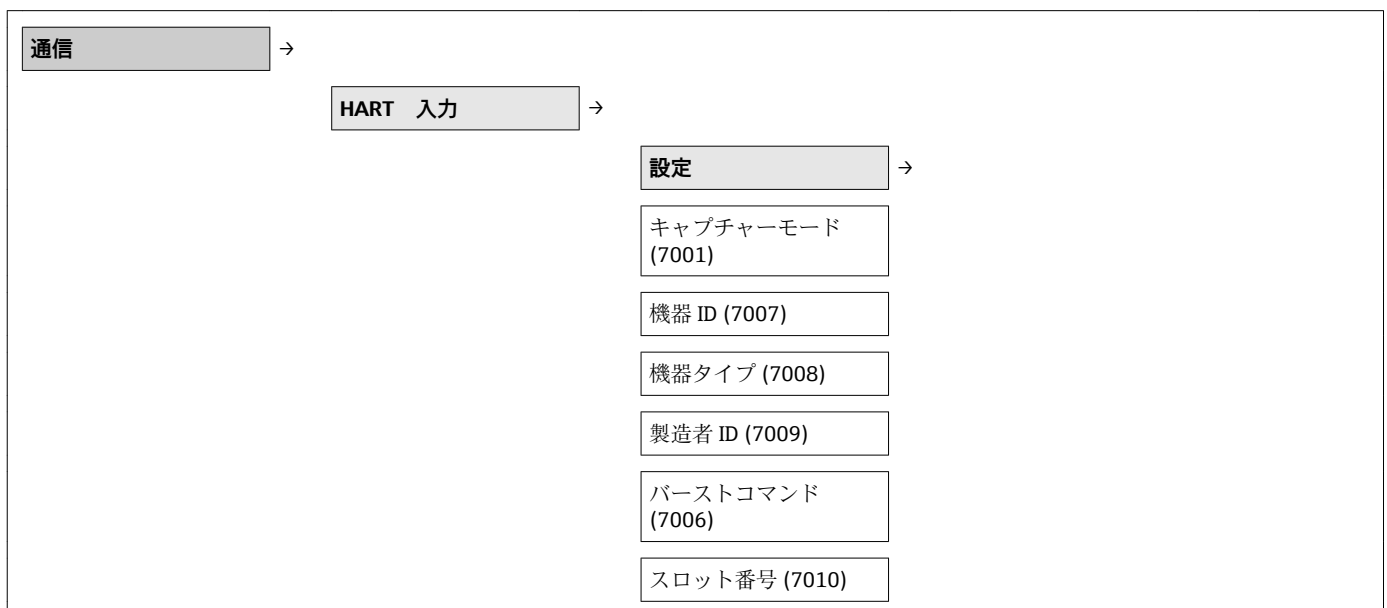 通信 →
HART　入力 →
設定 →
キャプチャーモード
(7001)
機器 ID (7007)
機器タイプ (7008)
製造者 ID (7009)
バーストコマンド
(7006)
スロット番号 (7010)